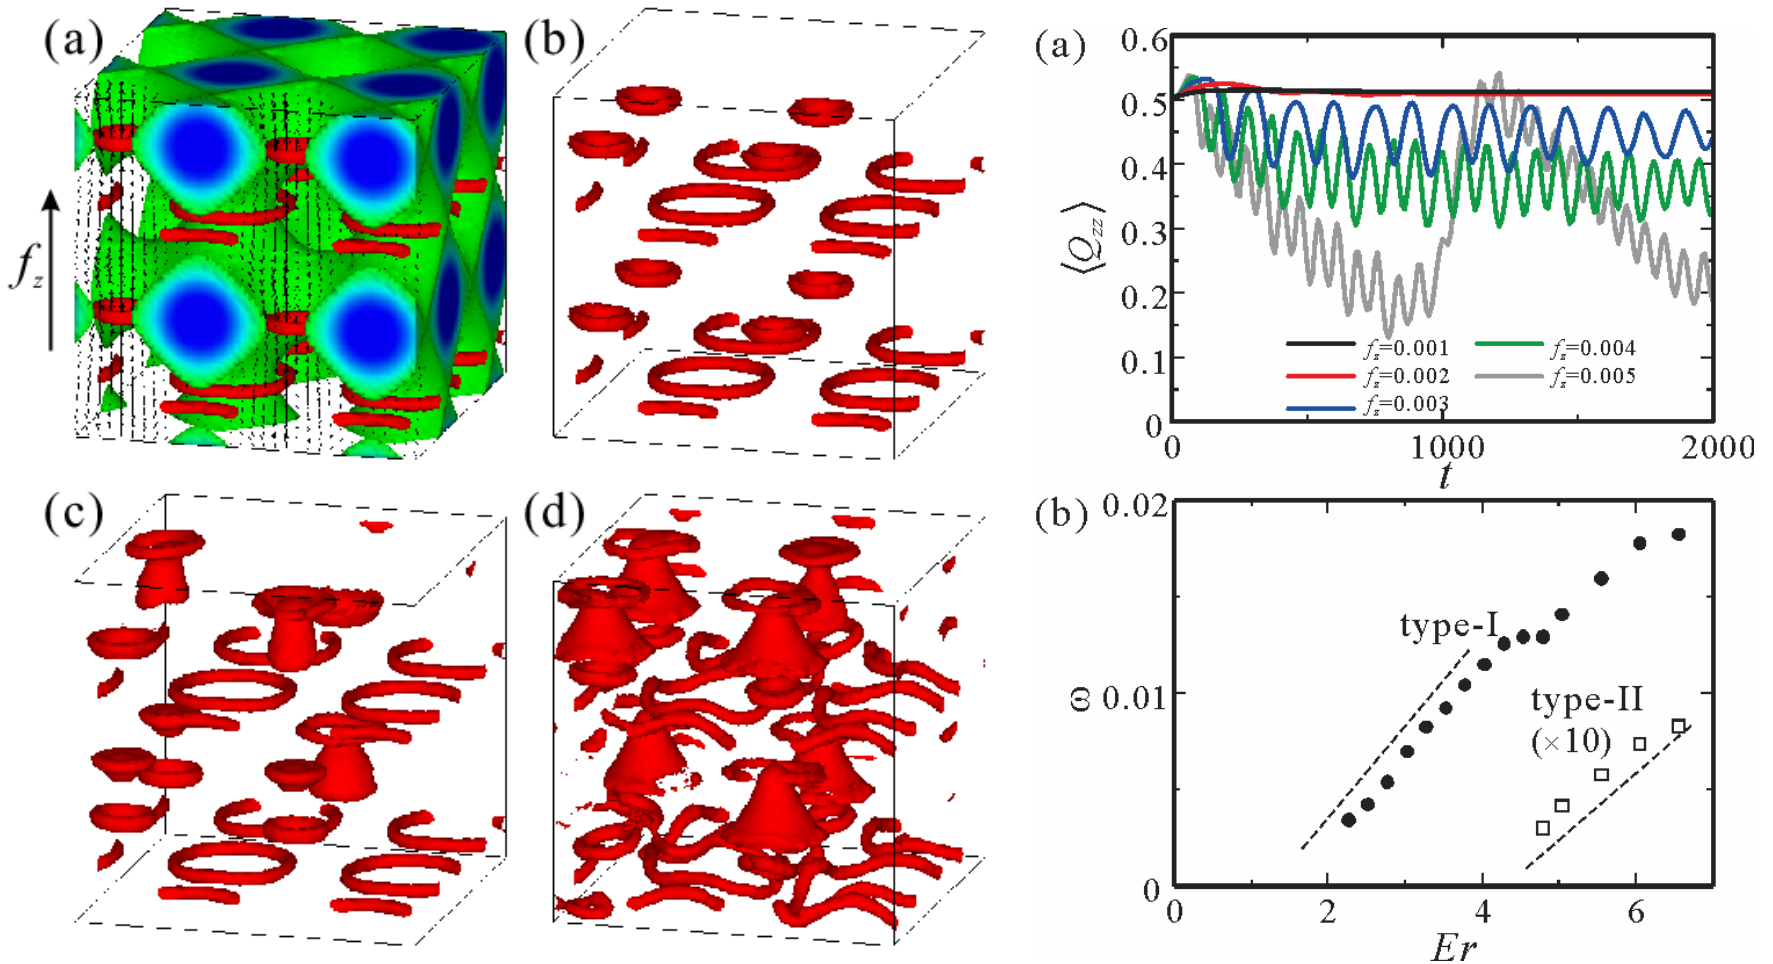 (a)
(b)
f_z
(c)
(d)
(a)
0.6
0.5
0.4
0.3
0.2
0.1
0
⟨Q_zz⟩
f_z=0.001
f_z=0.002
f_z=0.003
f_z=0.004
f_z=0.005
0
1000
2000
t
(b)
0.02
0.01
0
ω
type-I
type-II
(×10)
0
2
4
6
Er